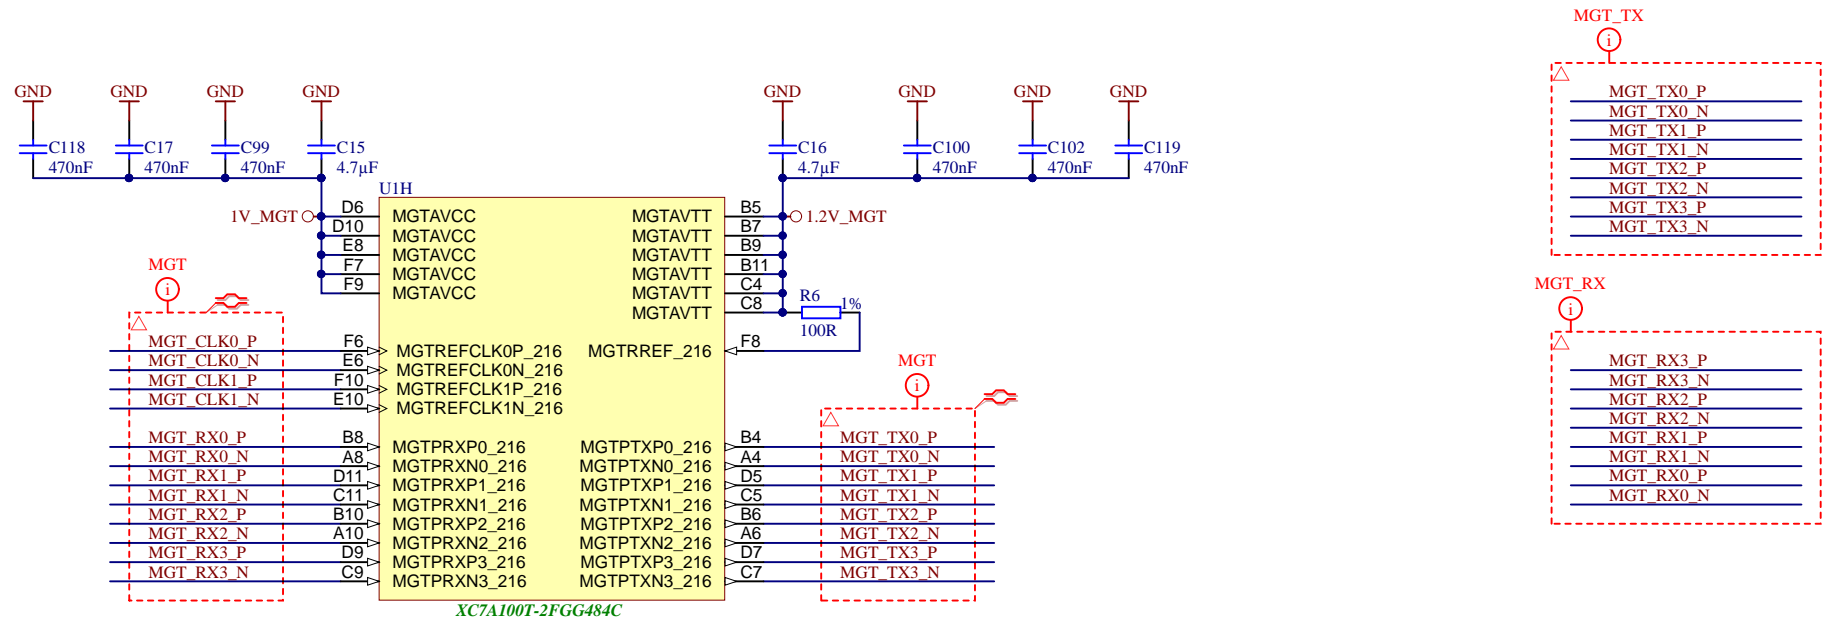 MGT_TX
i
GND GND GND GND GND GND GND GND
MGT_TX0_P
MGT_TX0_N
MGT_TX1_P
MGT_TX1_N
MGT_TX2_P
MGT_TX2_N
MGT_TX3_P
MGT_TX3_N
C118 C17 C99 C15 C16 C100 C102 C119
470nF 470nF 470nF 4.7µF 4.7µF 470nF 470nF 470nF
U1H
1V_MGT D6 MGTAVCC MGTAVTT B5 1.2V_MGT
D10 MGTAVCC MGTAVTT B7
E8 MGTAVCC MGTAVTT B9
F7 MGTAVCC MGTAVTT B11
F9 MGTAVCC MGTAVTT C4
MGTAVTT C8
R6 1%
100R
MGT
i
MGT_CLK0_P F6 MGTREFCLK0P_216 MGTRREF_216 F8
MGT_CLK0_N E6 MGTREFCLK0N_216
MGT_CLK1_P F10 MGTREFCLK1P_216
MGT_CLK1_N E10 MGTREFCLK1N_216
MGT
i
MGT_RX0_P B8 MGTPRXP0_216 MGTPTXP0_216 B4 MGT_TX0_P
MGT_RX0_N A8 MGTPRXN0_216 MGTPTXN0_216 A4 MGT_TX0_N
MGT_RX1_P D11 MGTPRXP1_216 MGTPTXP1_216 D5 MGT_TX1_P
MGT_RX1_N C11 MGTPRXN1_216 MGTPTXN1_216 C5 MGT_TX1_N
MGT_RX2_P B10 MGTPRXP2_216 MGTPTXP2_216 B6 MGT_TX2_P
MGT_RX2_N A10 MGTPRXN2_216 MGTPTXN2_216 A6 MGT_TX2_N
MGT_RX3_P D9 MGTPRXP3_216 MGTPTXP3_216 D7 MGT_TX3_P
MGT_RX3_N C9 MGTPRXN3_216 MGTPTXN3_216 C7 MGT_TX3_N
XC7A100T-2FGG484C
MGT_RX
i
MGT_RX3_P
MGT_RX3_N
MGT_RX2_P
MGT_RX2_N
MGT_RX1_P
MGT_RX1_N
MGT_RX0_P
MGT_RX0_N